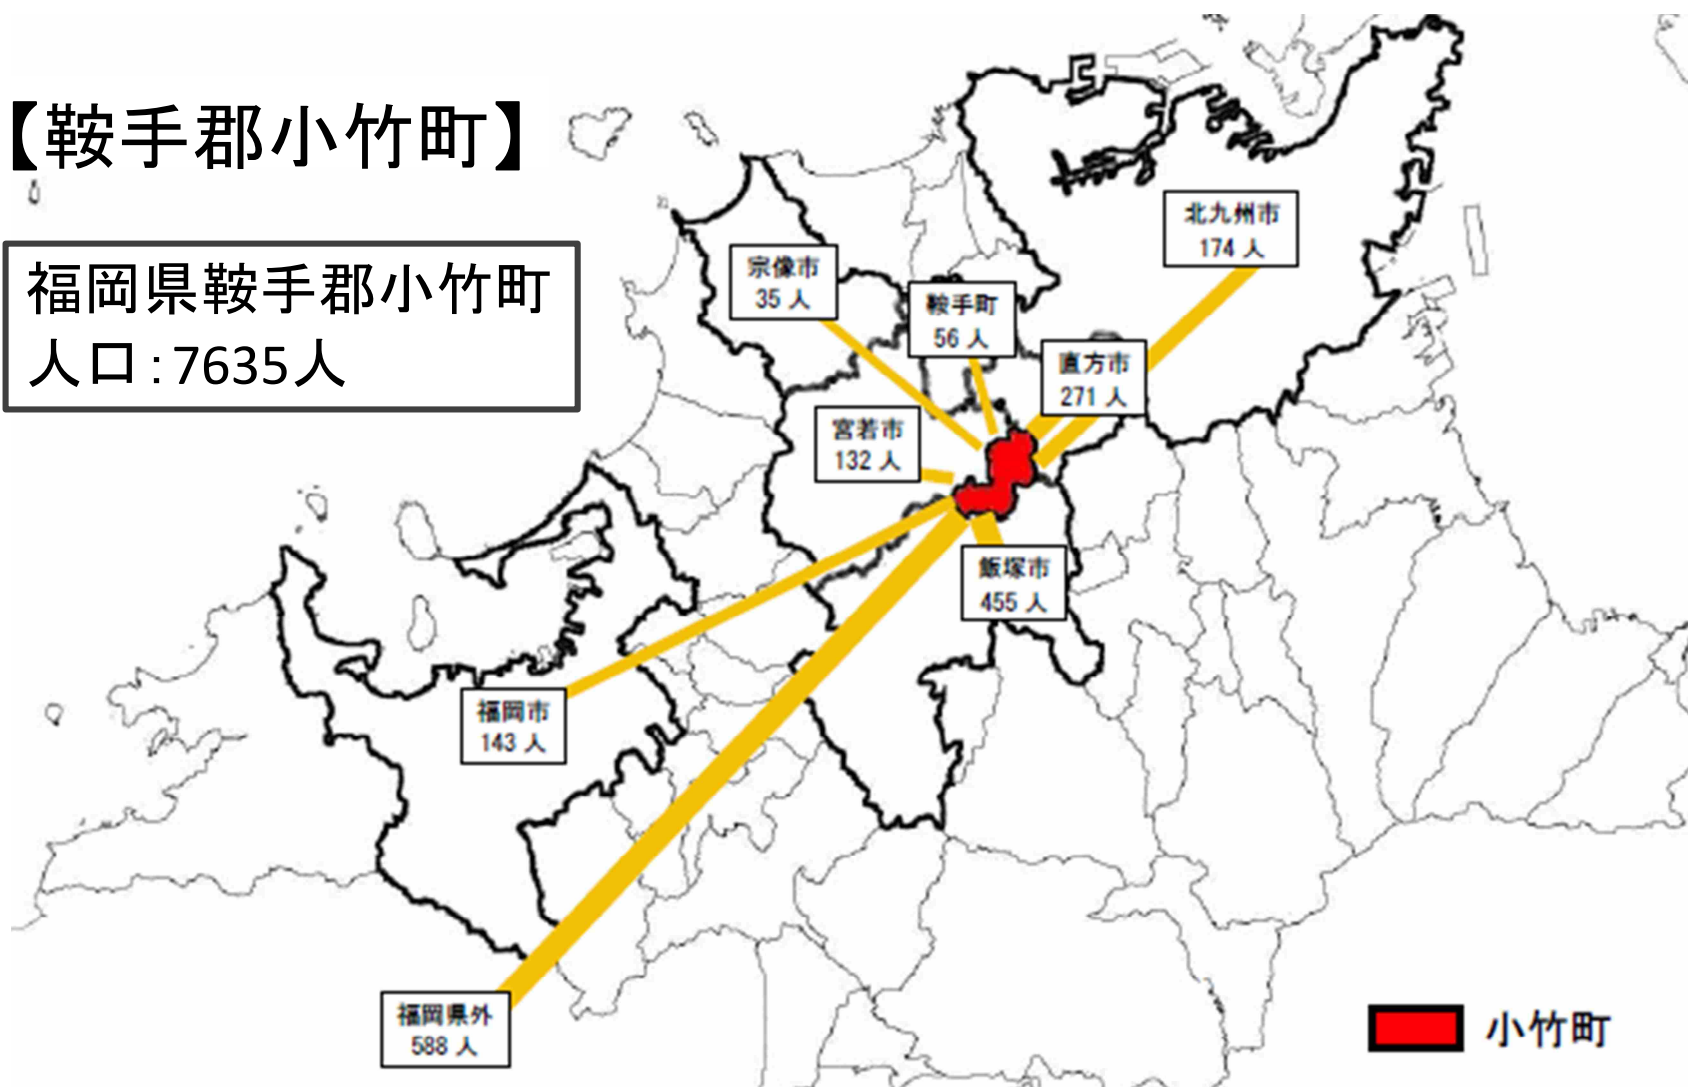 【鞍手郡小竹町】
福岡県鞍手郡小竹町
人口:7635人
北九州市
174 人
宗像市
35 人
鞍手町
56 人
直方市
271 人
宮若市
132 人
飯塚市
455 人
福岡市
143 人
福岡県外
588 人
小竹町